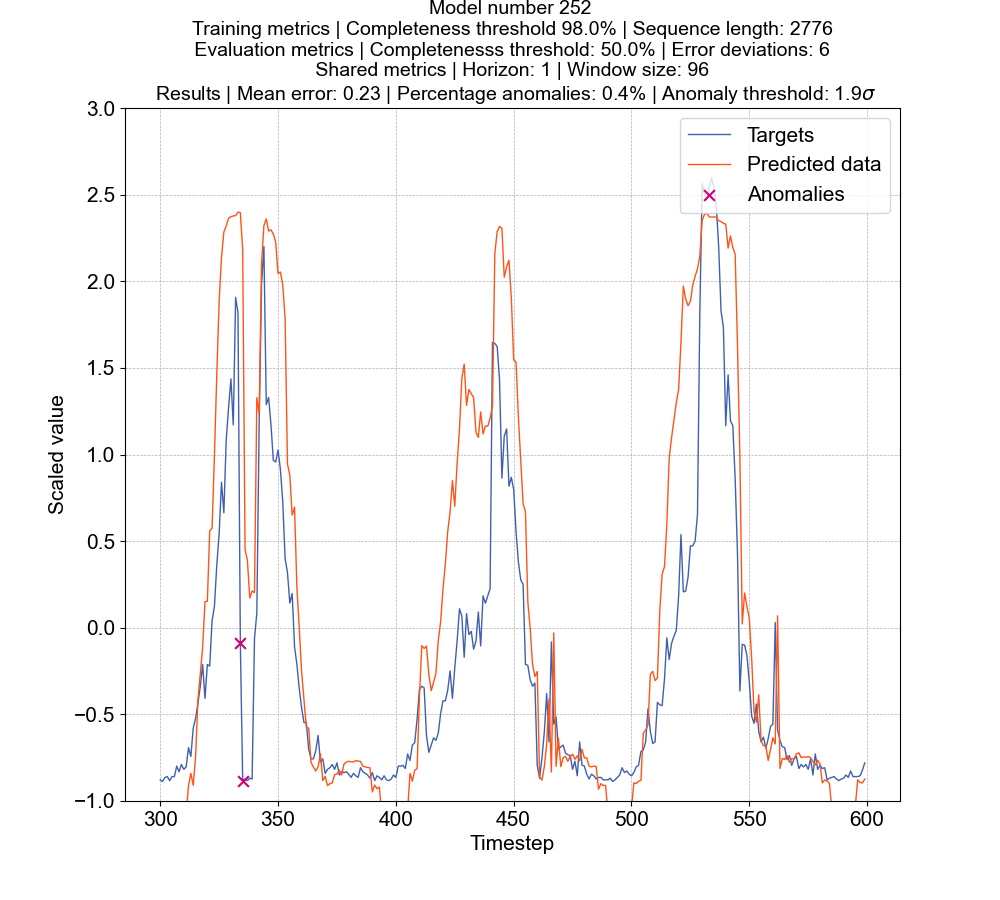 Model number 252
Training metrics | Completeness threshold 98.0% | Sequence length: 2776
Evaluation metrics | Completenesss threshold: 50.0% | Error deviations: 6
Shared metrics | Horizon: 1 | Window size: 96
Results | Mean error: 0.23 | Percentage anomalies: 0.4% | Anomaly threshold: 1.9σ
3.0
2.5
2.0
1.5
1.0
0.5
0.0
−0.5
−1.0
Scaled value
Targets
Predicted data
Anomalies
300
350
400
450
500
550
600
Timestep